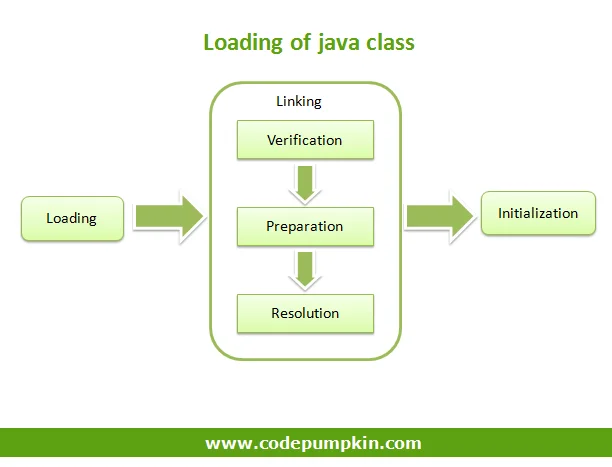 Loading of java class
Linking
Verification
Loading
Preparation
Initialization
Resolution
www.codepumpkin.com